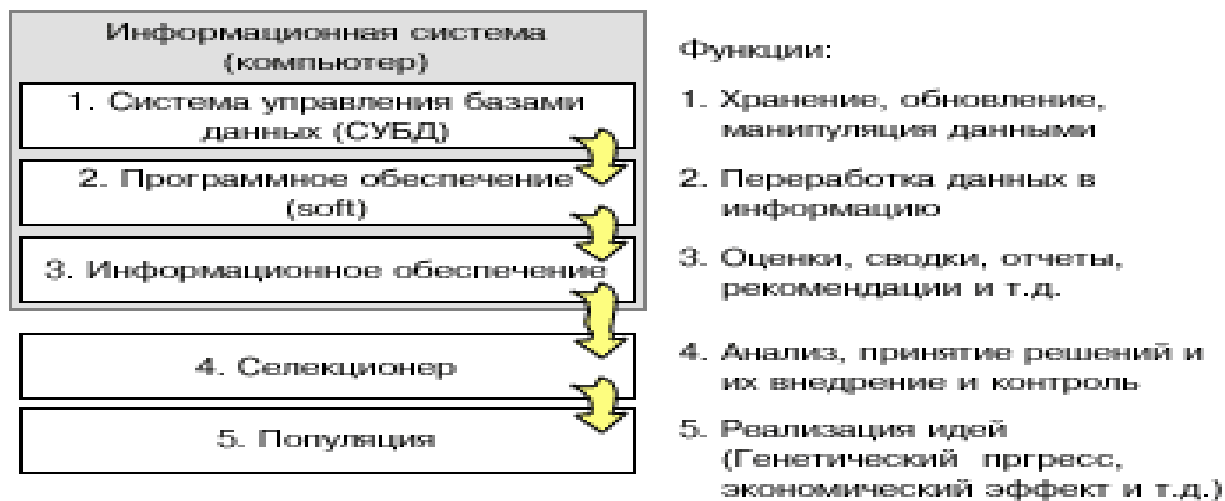 Информационная система
(компьютер)
1. Система управления базами
данных (СУБД)
2. Программное обеспечение
(soft)
3. Информационное обеспечение
4. Селекционер
5. Популяция
Функции:
1. Хранение, обновление,
манипуляция данными
2. Переработка данных в
информацию
3. Оценки, сводки, отчеты,
рекомендации и т.д.
4. Анализ, принятие решений и
их внедрение и контроль
5. Реализация идей
(Генетический пргресс,
экономический эффект и т.д.)